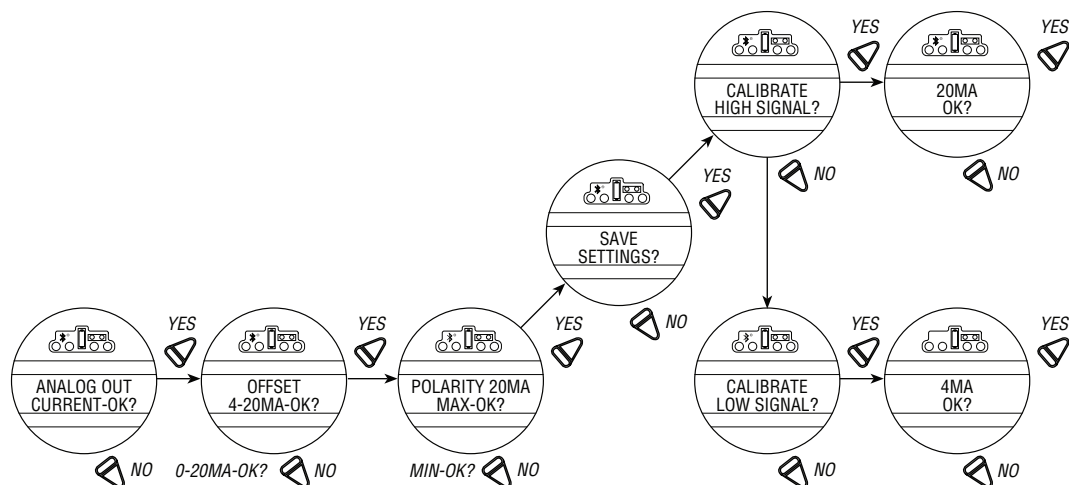 YES
YES
CALIBRATE
HIGH SIGNAL?
20MA
OK?
NO
NO
YES
SAVE
SETTINGS?
NO
YES
YES
YES
YES
YES
ANALOG OUT
CURRENT-OK?
OFFSET
4-20MA-OK?
POLARITY 20MA
MAX-OK?
CALIBRATE
LOW SIGNAL?
4MA
OK?
NO
0-20MA-OK?
NO
MIN-OK?
NO
NO
NO